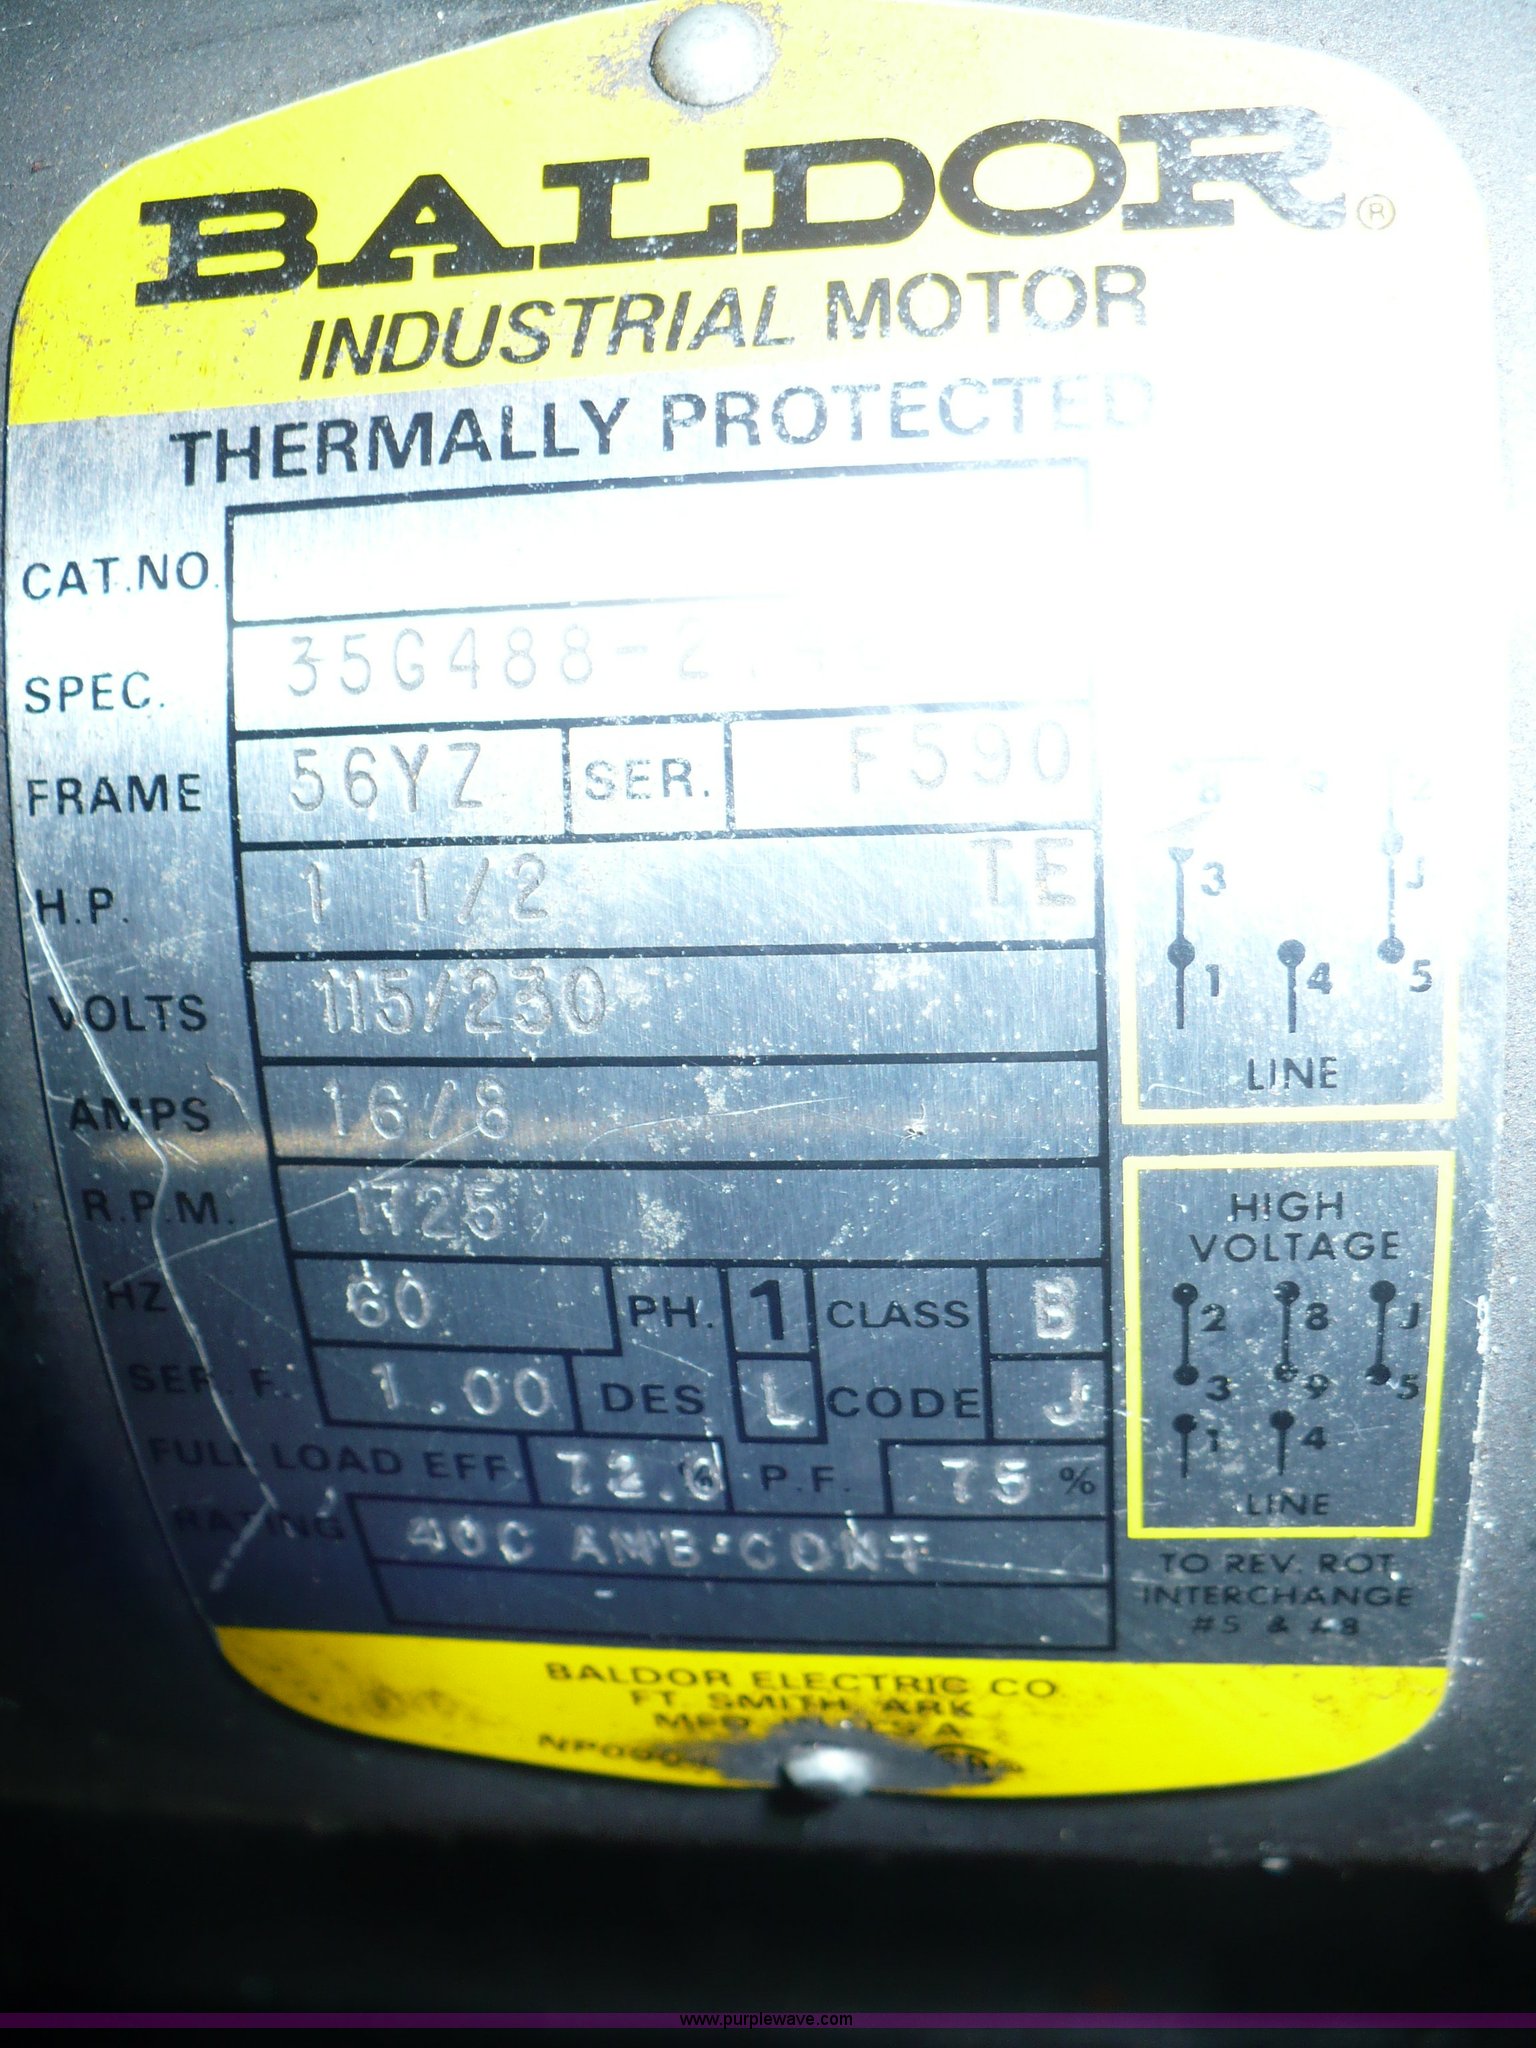 BALDOR ®
INDUSTRIAL MOTOR
THERMALLY PROTECTED
CAT.NO.
SPEC. 35G488-2
FRAME 56YZ SER. F590
H.P. 1 1/2 TE
VOLTS 115/230
AMPS 16/8
R.P.M. 1725
HZ 60 PH. 1 CLASS B
SER. F. 1.00 DES L CODE J
FULL LOAD EFF. % P.F. 75 %
RATING 40C AMB-CONT
3 J
1 4 5
LINE
HIGH
VOLTAGE
2 8 J
3 9 5
1 4
LINE
TO REV. ROT.
INTERCHANGE
#5 & #8
BALDOR ELECTRIC CO
FT. SMITH, ARK
MFD.
www.purplewave.com